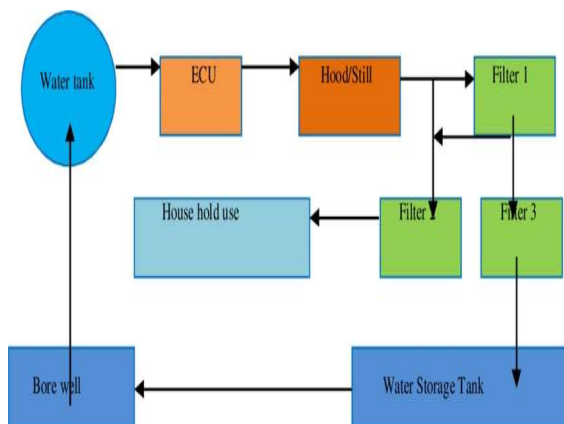 Water tank
ECU
Hood/Still
Filter 1
House hold use
Filter
Filter 3
Bore well
Water Storage Tank